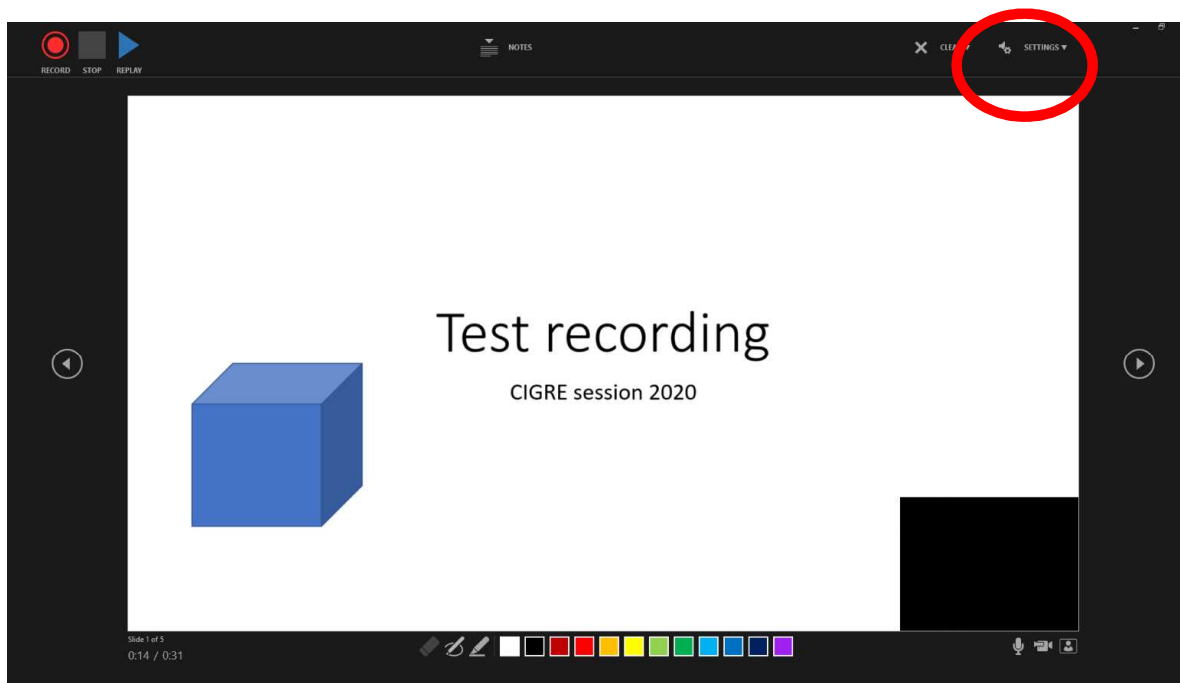 RECORD STOP REPLAY
NOTES
SETTINGS
Test recording
CIGRE session 2020
Slide 1 of 5
0:14 / 0:31